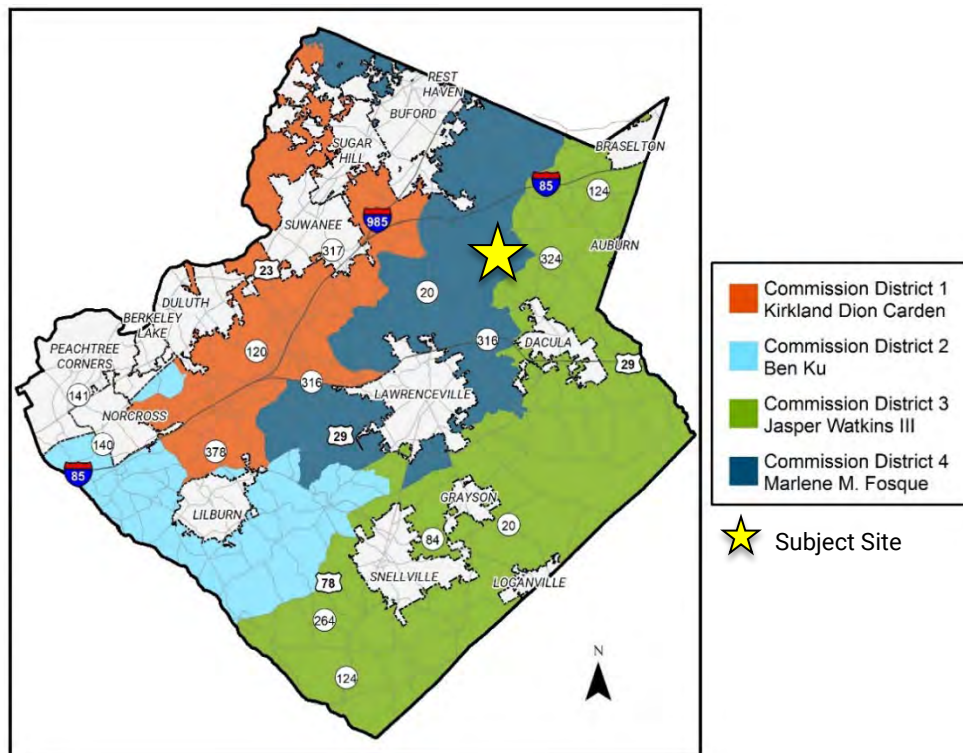 REST
HAVEN
BUFORD
SUGAR
HILL
BRASELTON
85
124
985
SUWANEE
317
AUBURN
324
23
20
DULUTH
BERKELEY
LAKE
PEACHTREE
CORNERS
120
316
DACULA
29
316
141
LAWRENCEVILLE
NORCROSS
29
140
378
85
GRAYSON
LILBURN
20
84
SNELLVILLE
78
LOGANVILLE
264
124
N
Commission District 1
Kirkland Dion Carden
Commission District 2
Ben Ku
Commission District 3
Jasper Watkins III
Commission District 4
Marlene M. Fosque
Subject Site